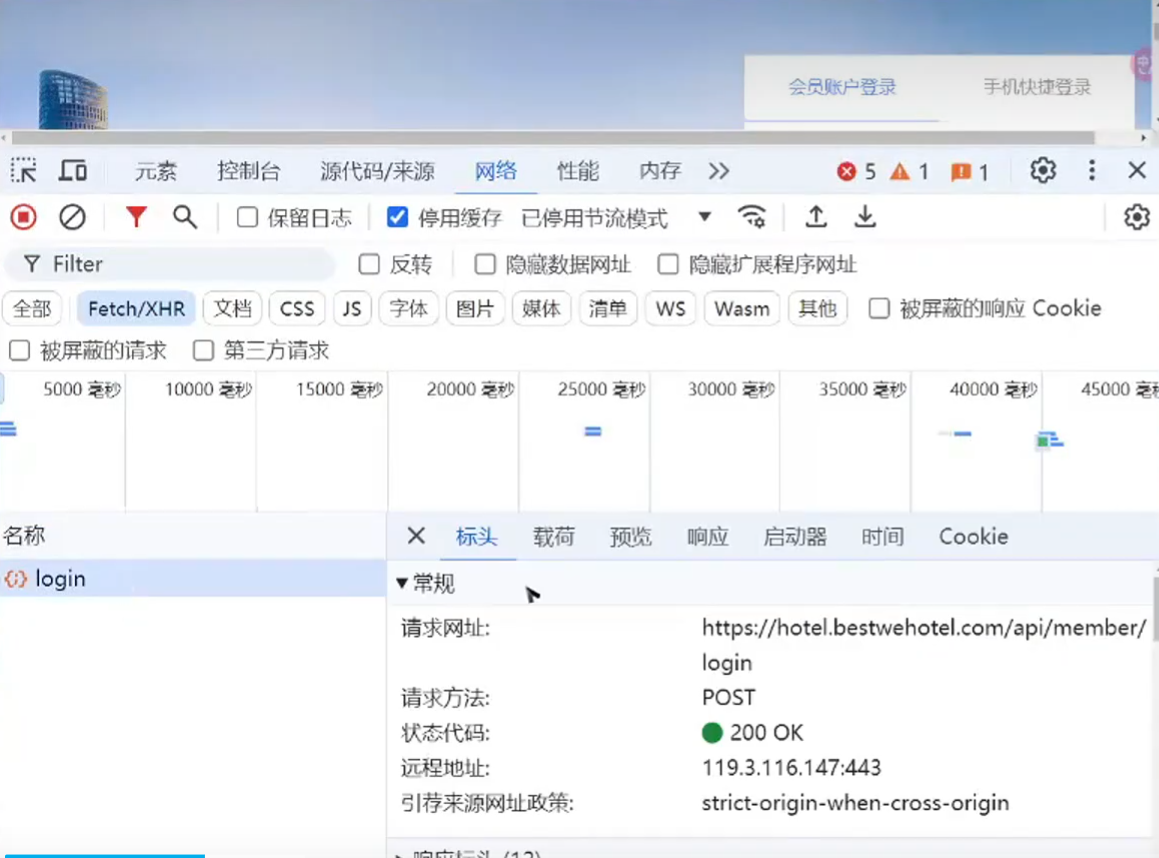 会员账户登录 手机快捷登录
元素 控制台 源代码/来源 网络 性能 内存 5 1 1
保留日志 停用缓存 已停用节流模式
Filter 反转 隐藏数据网址 隐藏扩展程序网址
全部 Fetch/XHR 文档 CSS JS 字体 图片 媒体 清单 WS Wasm 其他 被屏蔽的响应 Cookie
被屏蔽的请求 第三方请求
5000 毫秒 10000 毫秒 15000 毫秒 20000 毫秒 25000 毫秒 30000 毫秒 35000 毫秒 40000 毫秒 45000 毫秒
名称 标头 载荷 预览 响应 启动器 时间 Cookie
login
常规
请求网址: https://hotel.bestwehotel.com/api/member/
login
请求方法: POST
状态代码: 200 OK
远程地址: 119.3.116.147:443
引荐来源网址政策: strict-origin-when-cross-origin